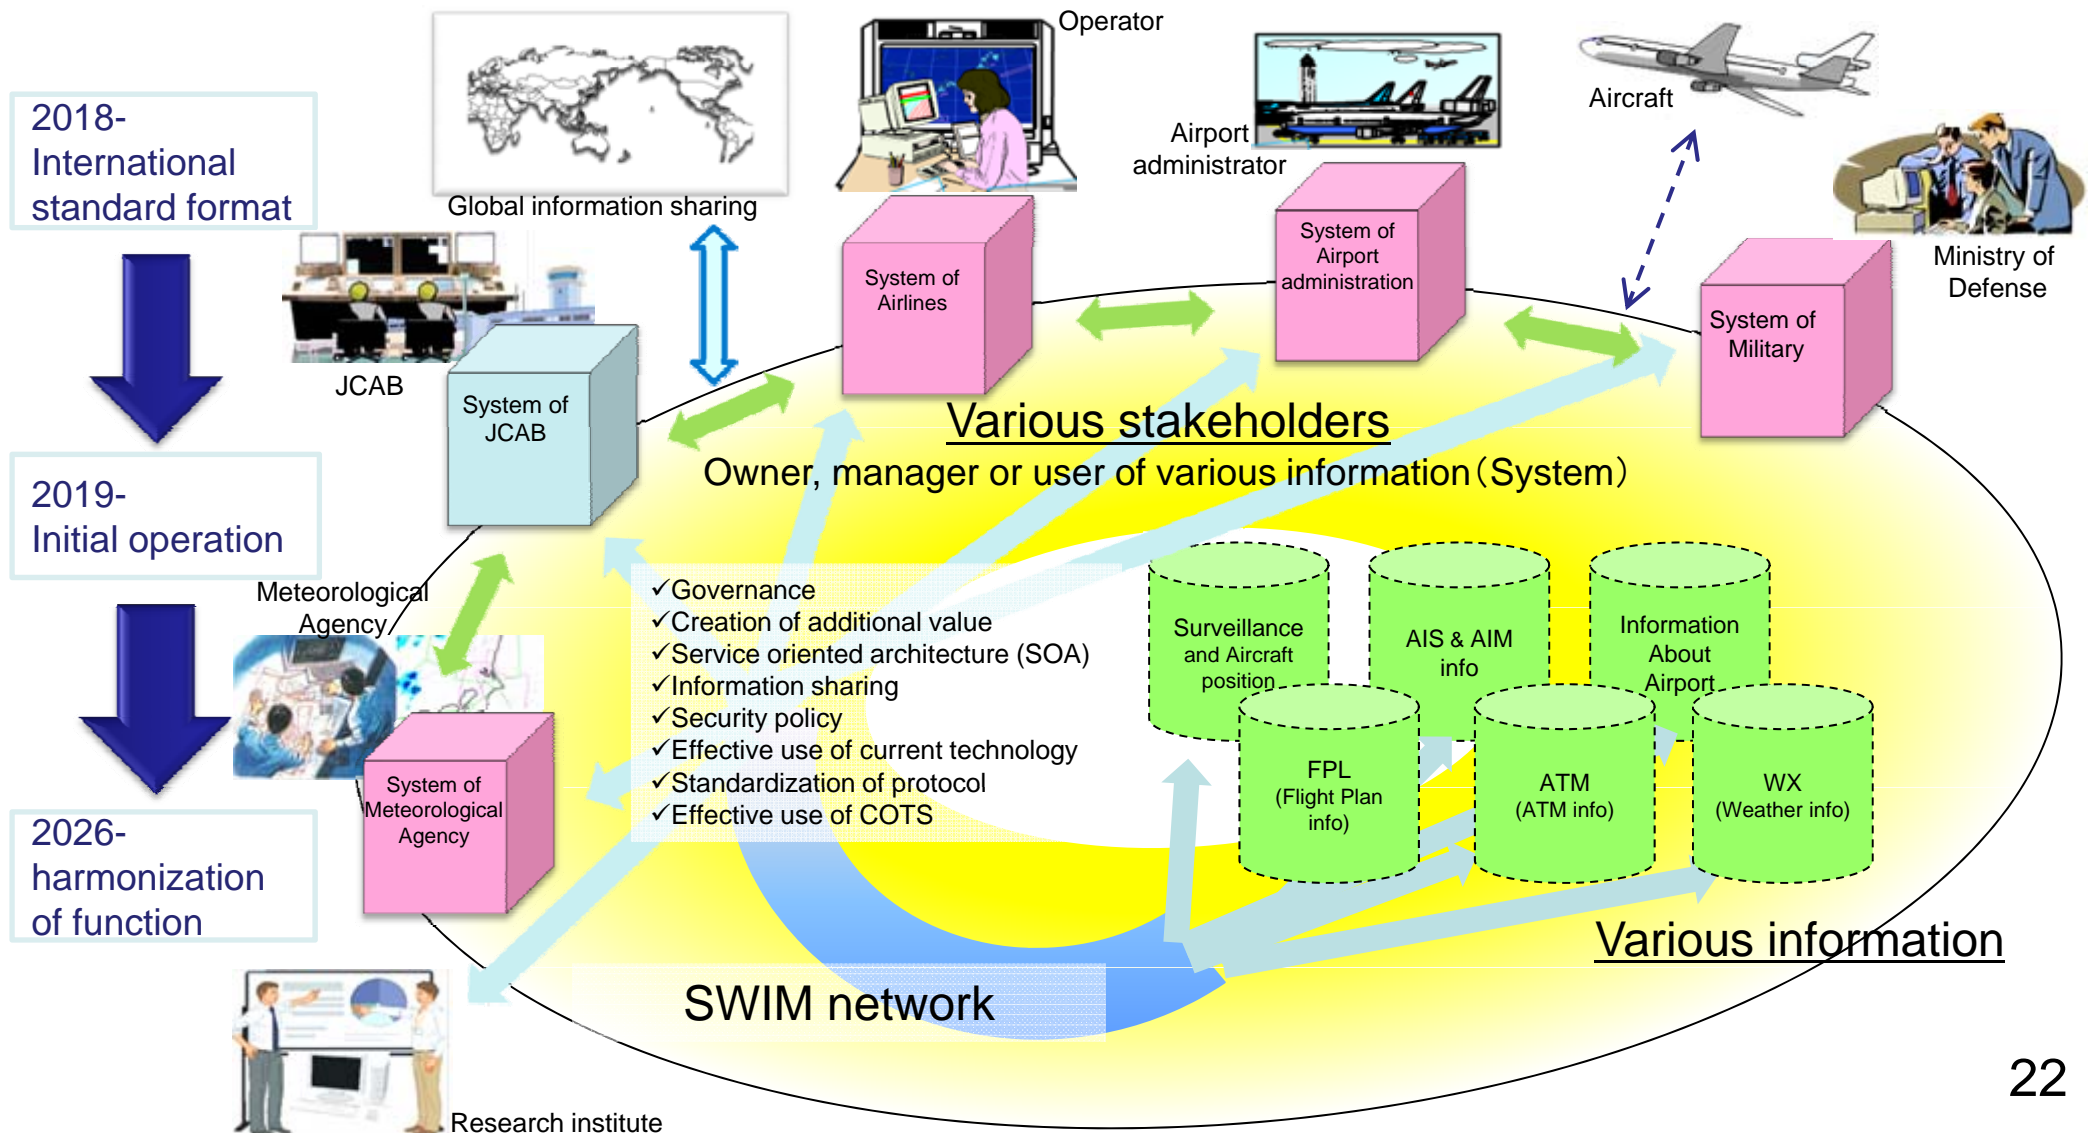 2018-
International
standard format
2019-
Initial operation
2026-
harmonization
of function
Global information sharing
Operator
Airport
administrator
Aircraft
Ministry of
Defense
JCAB
Meteorological
Agency
Research institute
System of
JCAB
System of
Airlines
System of
Airport
administration
System of
Military
System of
Meteorological
Agency
Various stakeholders
Owner, manager or user of various information（System）
✓Governance
✓Creation of additional value
✓Service oriented architecture (SOA)
✓Information sharing
✓Security policy
✓Effective use of current technology
✓Standardization of protocol
✓Effective use of COTS
Surveillance
and Aircraft
position
AIS & AIM
info
Information
About
Airport
FPL
(Flight Plan
info)
ATM
(ATM info)
WX
(Weather info)
Various information
SWIM network
22